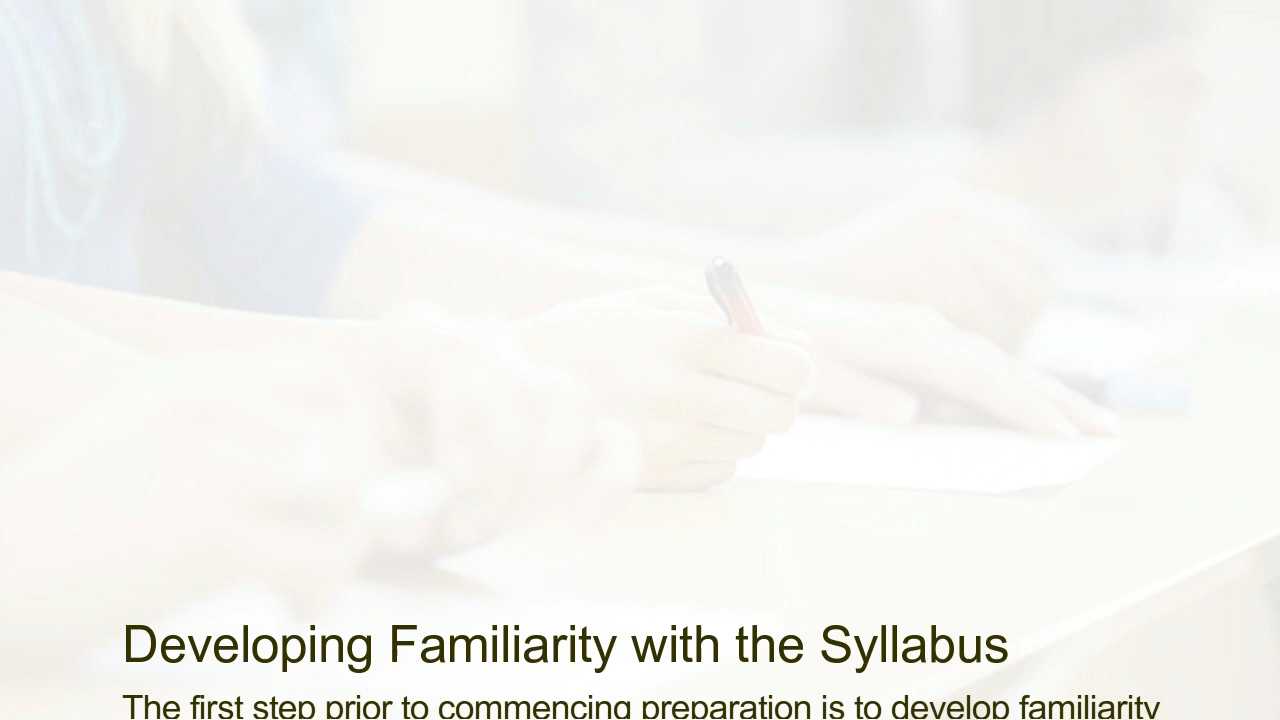 Developing Familiarity with the Syllabus
The first step prior to commencing preparation is to develop familiarity